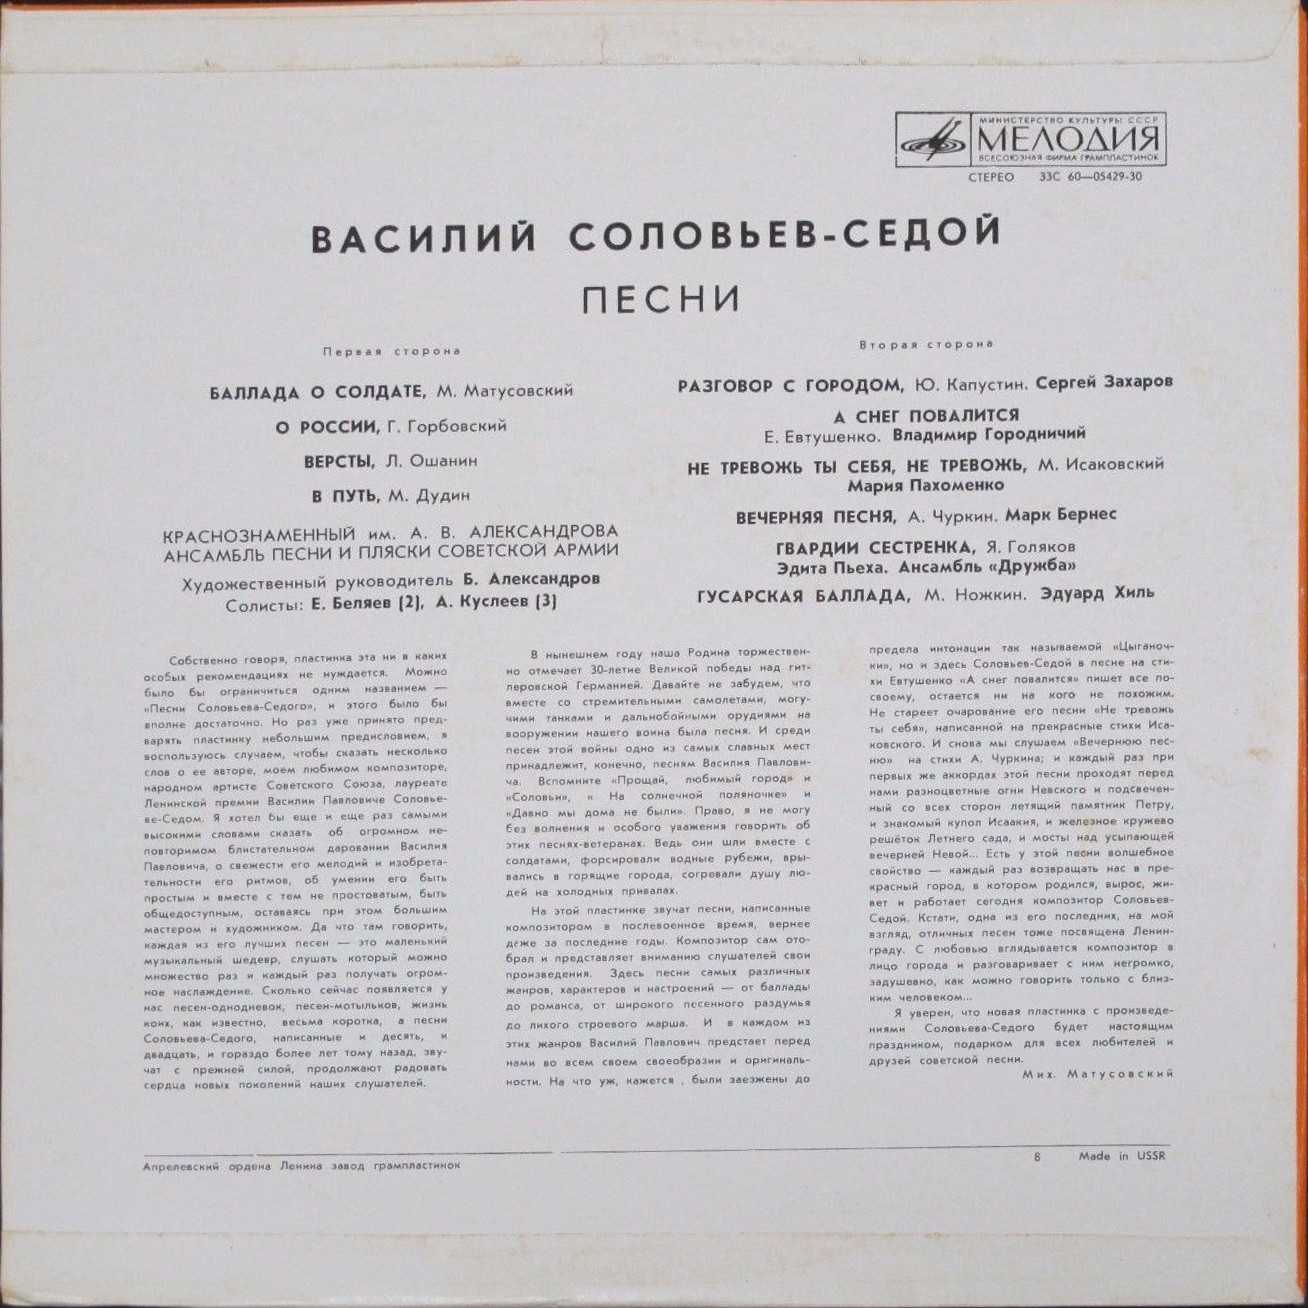 МИНИСТЕРСТВО КУЛЬТУРЫ СССР
МЕЛОДИЯ
ВСЕСОЮЗНАЯ ФИРМА ГРАМПЛАСТИНОК
СТЕРЕО 33С 60—05429-30
ВАСИЛИЙ СОЛОВЬЕВ-СЕДОЙ
ПЕСНИ
Первая сторона
БАЛЛАДА О СОЛДАТЕ, М. Матусовский
О РОССИИ, Г. Горбовский
ВЕРСТЫ, Л. Ошанин
В ПУТЬ, М. Дудин
КРАСНОЗНАМЕННЫЙ им. А. В. АЛЕКСАНДРОВА
АНСАМБЛЬ ПЕСНИ И ПЛЯСКИ СОВЕТСКОЙ АРМИИ
Художественный руководитель Б. Александров
Солисты: Е. Беляев (2), А. Куслеев (3)
Вторая сторона
РАЗГОВОР С ГОРОДОМ, Ю. Капустин. Сергей Захаров
А СНЕГ ПОВАЛИТСЯ
Е. Евтушенко. Владимир Городничий
НЕ ТРЕВОЖЬ ТЫ СЕБЯ, НЕ ТРЕВОЖЬ, М. Исаковский
Мария Пахоменко
ВЕЧЕРНЯЯ ПЕСНЯ, А. Чуркин. Марк Бернес
ГВАРДИИ СЕСТРЕНКА, Я. Голяков
Эдита Пьеха. Ансамбль «Дружба»
ГУСАРСКАЯ БАЛЛАДА, М. Ножкин. Эдуард Хиль
Собственно говоря, пластинка эта ни в каких
особых рекомендациях не нуждается. Можно
было бы ограничиться одним названием —
«Песни Соловьева-Седого», и этого было бы
вполне достаточно. Но раз уже принято пред-
варять пластинку небольшим предисловием, я
воспользуюсь случаем, чтобы сказать несколько
слов о ее авторе, моем любимом композиторе,
народном артисте Советского Союза, лауреате
Ленинской премии Василии Павловиче Соловье-
ве-Седом. Я хотел бы еще и еще раз самыми
высокими словами сказать об огромном не-
повторимом блистательном даровании Василия
Павловича, о свежести его мелодий и изобрета-
тельности его ритмов, об умении его быть
простым и вместе с тем не простоватым, быть
общедоступным, оставаясь при этом большим
мастером и художником. Да что там говорить,
каждая из его лучших песен — это маленький
музыкальный шедевр, слушать который можно
множество раз и каждый раз получать огром-
ное наслаждение. Сколько сейчас появляется у
нас песен-однодневок, песен-мотыльков, жизнь
коих, как известно, весьма коротка, а песни
Соловьева-Седого, написанные и десять, и
двадцать, и гораздо более лет тому назад, зву-
чат с прежней силой, продолжают радовать
сердца новых поколений наших слушателей.
В нынешнем году наша Родина торжествен-
но отмечает 30-летие Великой победы над гит-
леровской Германией. Давайте не забудем, что
вместе со стремительными самолетами, могу-
чими танками и дальнобойными орудиями на
вооружении нашего воина была песня. И среди
песен этой войны одно из самых славных мест
принадлежит, конечно, песням Василия Павлови-
ча. Вспомните «Прощай, любимый город» и
«Соловьи», « На солнечной поляночке» и
«Давно мы дома не были». Право, я не могу
без волнения и особого уважения говорить об
этих песнях-ветеранах. Ведь они шли вместе с
солдатами, форсировали водные рубежи, вры-
вались в горящие города, согревали душу лю-
дей на холодных привалах.
На этой пластинке звучат песни, написанные
композитором в послевоенное время, вернее
даже за последние годы. Композитор сам ото-
брал и представляет вниманию слушателей свои
произведения. Здесь песни самых различных
жанров, характеров и настроений — от баллады
до романса, от широкого песенного раздумья
до лихого строевого марша. И в каждом из
этих жанров Василий Павлович предстает перед
нами во всем своем своеобразии и оригиналь-
ности. На что уж, кажется , были заезжены до
предела интонации так называемой «Цыганоч-
ки», но и здесь Соловьев-Седой в песне на сти-
хи Евтушенко «А снег повалится» пишет все по-
своему, остается ни на кого не похожим.
Не стареет очарование его песни «Не тревожь
ты себя», написанной на прекрасные стихи Иса-
ковского. И снова мы слушаем «Вечернюю пес-
ню» на стихи А. Чуркина; и каждый раз при
первых же аккордах этой песни проходят перед
нами разноцветные огни Невского и подсвечен-
ный со всех сторон летящий памятник Петру,
и знакомый купол Исаакия, и железное кружево
решёток Летнего сада, и мосты над усыпающей
вечерней Невой... Есть у этой песни волшебное
свойство — каждый раз возвращать нас в пре-
красный город, в котором родился, вырос, жи-
вет и работает сегодня композитор Соловьев-
Седой. Кстати, одна из его последних, на мой
взгляд, отличных песен тоже посвящена Ленин-
граду. С любовью вглядывается композитор в
лицо города и разговаривает с ним негромко,
задушевно, как можно говорить только с близ-
ким человеком...
Я уверен, что новая пластинка с произведе-
ниями Соловьева-Седого будет настоящим
праздником, подарком для всех любителей и
друзей советской песни.
Мих. Матусовский
Апрелевский ордена Ленина завод грампластинок
8 Made in USSR